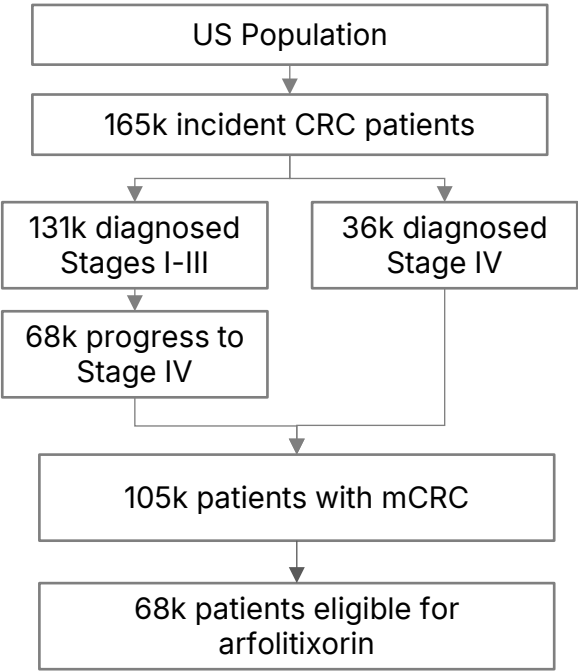 US Population
165k incident CRC patients
131k diagnosed
Stages I-III
36k diagnosed
Stage IV
68k progress to
Stage IV
105k patients with mCRC
68k patients eligible for
arfolitixorin